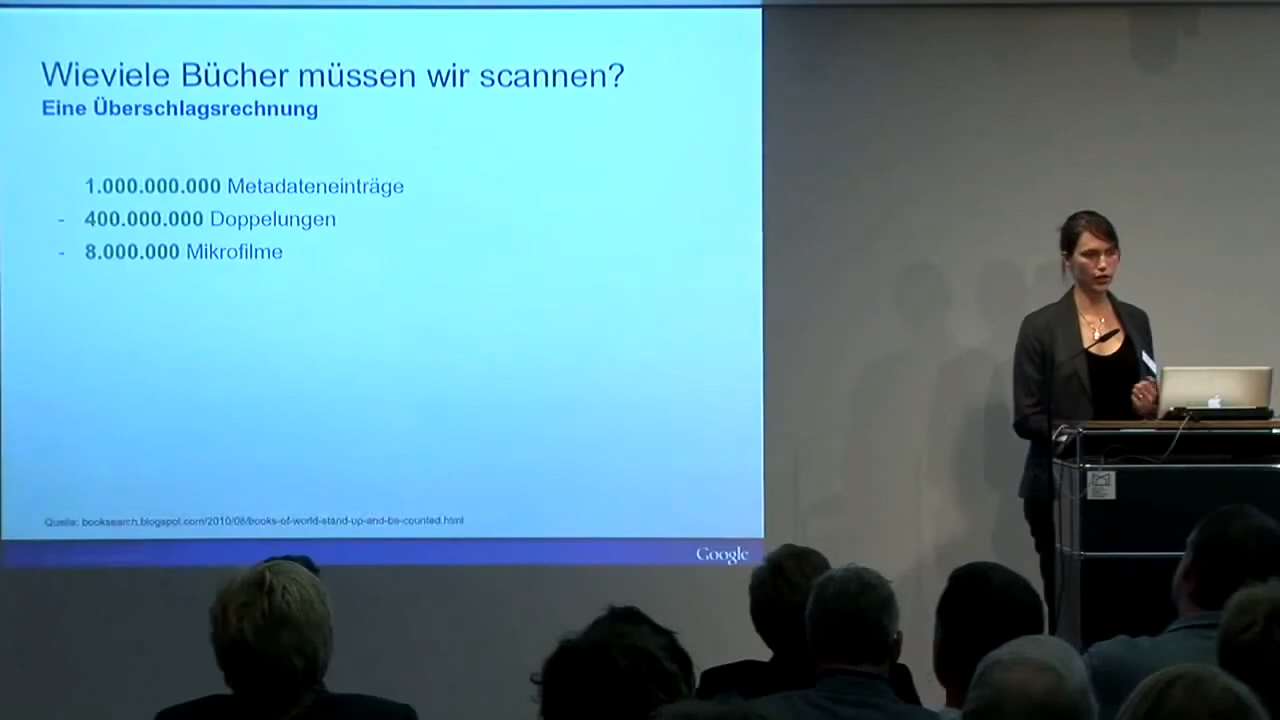 Wieviele Bücher müssen wir scannen?
Eine Überschlagsrechnung
1.000.000.000 Metadateneinträge
- 400.000.000 Doppelungen
- 8.000.000 Mikrofilme
Quelle: booksearch.blogspot.com/2010/08/books-of-world-stand-up-and-be-counted.html
Google